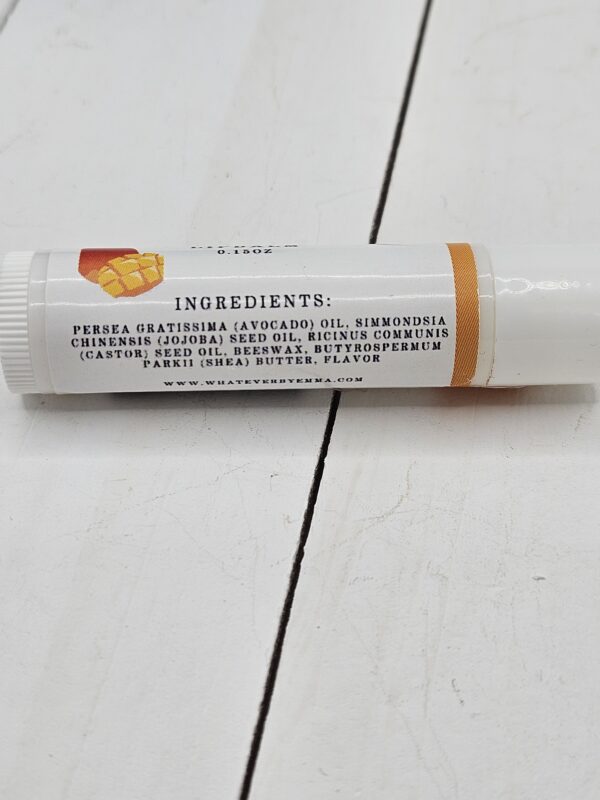 LIPBALM
0.15OZ
INGREDIENTS:
PERSEA GRATISSIMA (AVOCADO) OIL, SIMMONDSIA
CHINENSIS (JOJOBA) SEED OIL, RICINUS COMMUNIS
(CASTOR) SEED OIL, BEESWAX, BUTYROSPERMUM
PARKII (SHEA) BUTTER, FLAVOR
WWW.WHATEVERBYEMMA.COM